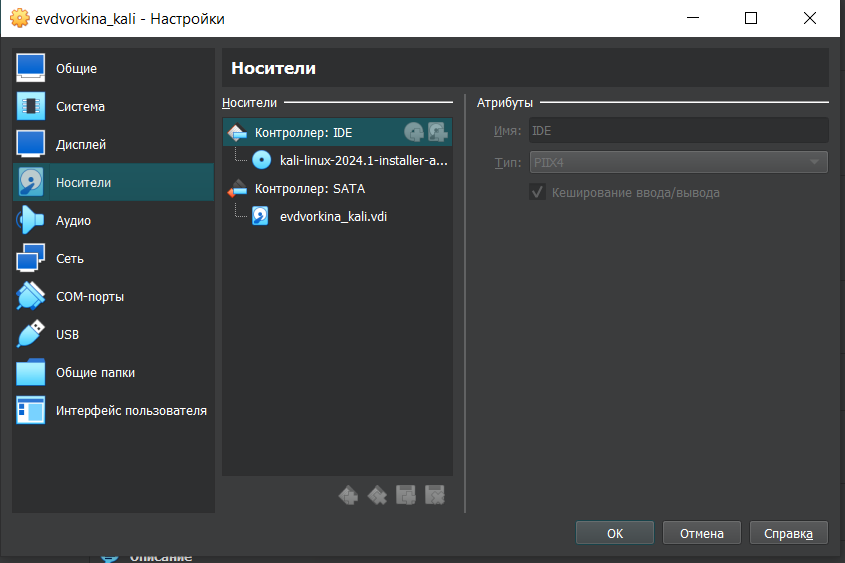 evdvorkina_kali - Настройки
Общие
Система
Дисплей
Носители
Аудио
Сеть
COM-порты
USB
Общие папки
Интерфейс пользователя
Носители
Носители
Контроллер: IDE
kali-linux-2024.1-installer-a...
Контроллер: SATA
evdvorkina_kali.vdi
Атрибуты
Имя: IDE
Тип: PIIX4
Кеширование ввода/вывода
OK
Отмена
Справка
Описание